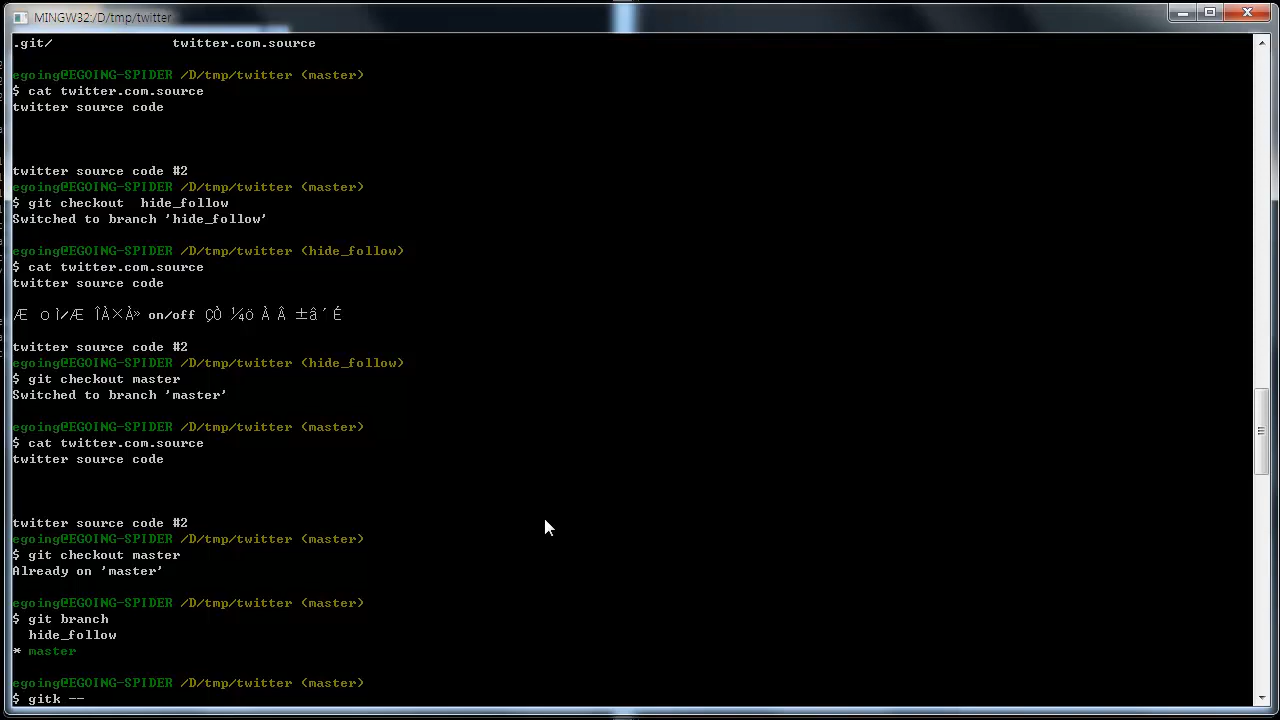 MINGW32:/D/tmp/twitter
.git/ twitter.com.source
egoing@EGOING-SPIDER /D/tmp/twitter (master)
$ cat twitter.com.source
twitter source code
twitter source code #2
egoing@EGOING-SPIDER /D/tmp/twitter (master)
$ git checkout  hide_follow
Switched to branch 'hide_follow'
egoing@EGOING-SPIDER /D/tmp/twitter (hide_follow)
$ cat twitter.com.source
twitter source code
on/off
twitter source code #2
egoing@EGOING-SPIDER /D/tmp/twitter (hide_follow)
$ git checkout master
Switched to branch 'master'
egoing@EGOING-SPIDER /D/tmp/twitter (master)
$ cat twitter.com.source
twitter source code
twitter source code #2
egoing@EGOING-SPIDER /D/tmp/twitter (master)
$ git checkout master
Already on 'master'
egoing@EGOING-SPIDER /D/tmp/twitter (master)
$ git branch
hide_follow
* master
egoing@EGOING-SPIDER /D/tmp/twitter (master)
$ gitk --